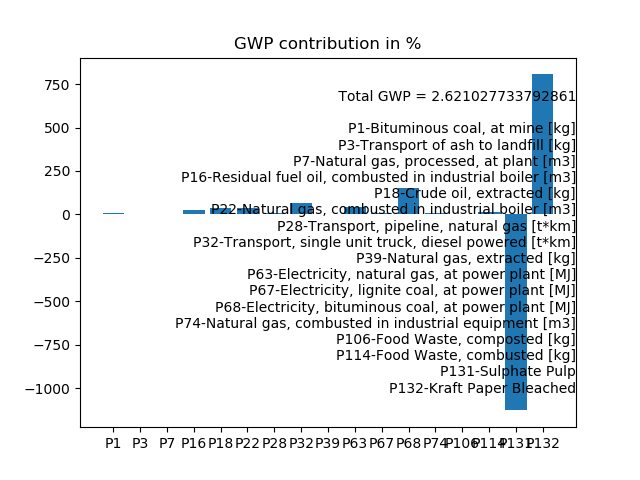 GWP contribution in %
750
500
250
0
−250
−500
−750
−1000
Total GWP = 2.621027733792861
P1-Bituminous coal, at mine [kg]
P3-Transport of ash to landfill [kg]
P7-Natural gas, processed, at plant [m3]
P16-Residual fuel oil, combusted in industrial boiler [m3]
P18-Crude oil, extracted [kg]
P22-Natural gas, combusted in industrial boiler [m3]
P28-Transport, pipeline, natural gas [t*km]
P32-Transport, single unit truck, diesel powered [t*km]
P39-Natural gas, extracted [kg]
P63-Electricity, natural gas, at power plant [MJ]
P67-Electricity, lignite coal, at power plant [MJ]
P68-Electricity, bituminous coal, at power plant [MJ]
P74-Natural gas, combusted in industrial equipment [m3]
P106-Food Waste, composted [kg]
P114-Food Waste, combusted [kg]
P131-Sulphate Pulp
P132-Kraft Paper Bleached
P1 P3 P7 P16 P18 P22 P28 P32 P39 P63 P67 P68 P74 P106 P114 P131 P132